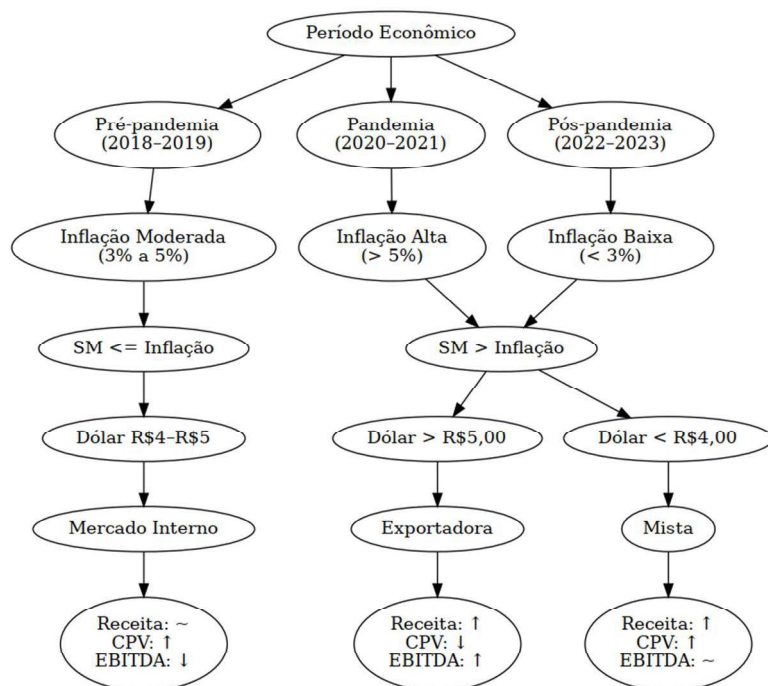 Período Econômico
Pré-pandemia
(2018–2019)
Pandemia
(2020–2021)
Pós-pandemia
(2022–2023)
Inflação Moderada
(3% a 5%)
Inflação Alta
(> 5%)
Inflação Baixa
(< 3%)
SM <= Inflação
SM > Inflação
Dólar R$4–R$5
Dólar > R$5,00
Dólar < R$4,00
Mercado Interno
Exportadora
Mista
Receita: ~
CPV: ↑
EBITDA: ↓
Receita: ↑
CPV: ↓
EBITDA: ↑
Receita: ↑
CPV: ↑
EBITDA: ~